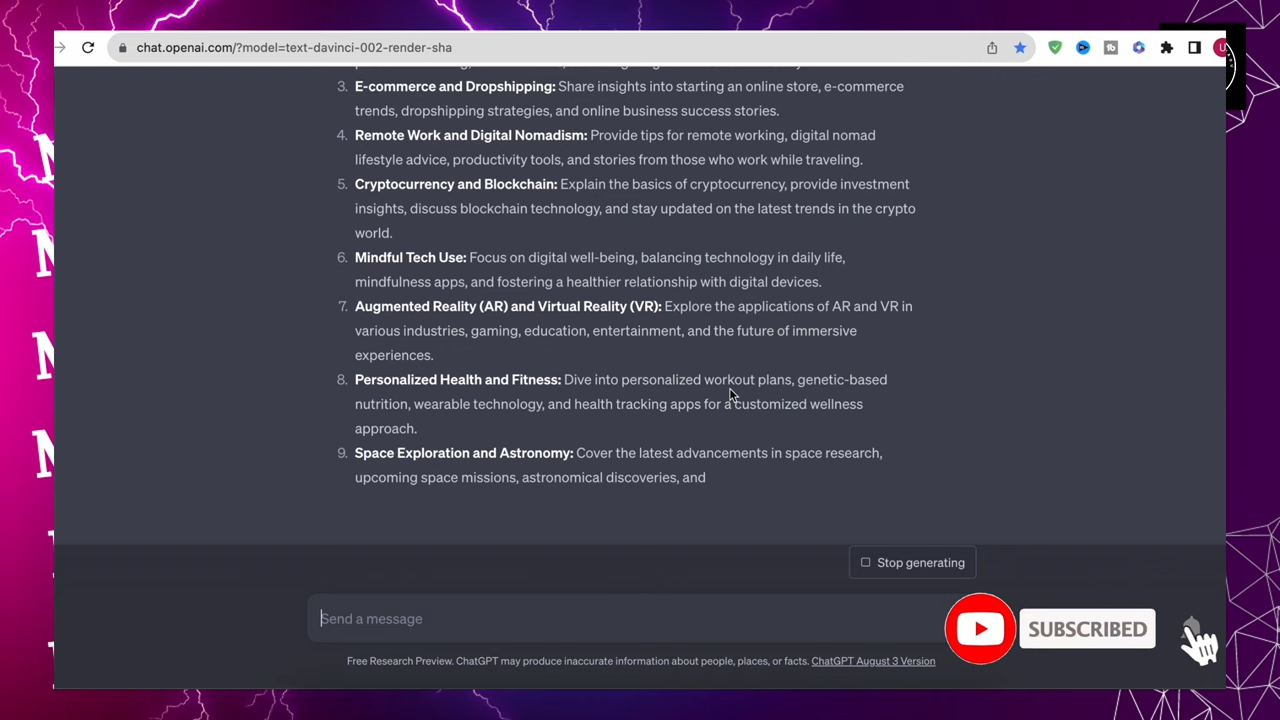 chat.openai.com/?model=text-davinci-002-render-sha
3. E-commerce and Dropshipping: Share insights into starting an online store, e-commerce
trends, dropshipping strategies, and online business success stories.
4. Remote Work and Digital Nomadism: Provide tips for remote working, digital nomad
lifestyle advice, productivity tools, and stories from those who work while traveling.
5. Cryptocurrency and Blockchain: Explain the basics of cryptocurrency, provide investment
insights, discuss blockchain technology, and stay updated on the latest trends in the crypto
world.
6. Mindful Tech Use: Focus on digital well-being, balancing technology in daily life,
mindfulness apps, and fostering a healthier relationship with digital devices.
7. Augmented Reality (AR) and Virtual Reality (VR): Explore the applications of AR and VR in
various industries, gaming, education, entertainment, and the future of immersive
experiences.
8. Personalized Health and Fitness: Dive into personalized workout plans, genetic-based
nutrition, wearable technology, and health tracking apps for a customized wellness
approach.
9. Space Exploration and Astronomy: Cover the latest advancements in space research,
upcoming space missions, astronomical discoveries, and
Stop generating
Send a message
SUBSCRIBED
Free Research Preview. ChatGPT may produce inaccurate information about people, places, or facts. ChatGPT August 3 Version